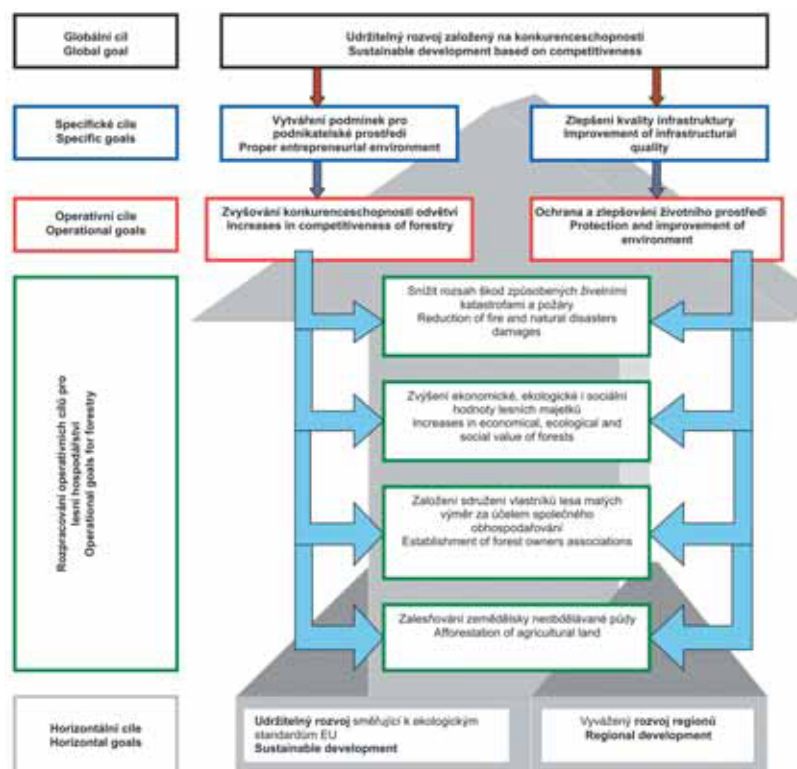 Globální cíl
Global goal
Udržitelný rozvoj založený na konkurenceschopnosti
Sustainable development based on competitiveness
Specifické cíle
Specific goals
Vytváření podmínek pro
podnikatelské prostředí
Proper entrepreneurial environment
Zlepšení kvality infrastruktury
Improvement of infrastructural
quality
Operativní cíle
Operational goals
Zvyšování konkurenceschopnosti odvětví
Increases in competitiveness of forestry
Ochrana a zlepšování životního prostředí
Protection and improvement of
environment
Rozpracování operativních cílů pro
lesní hospodářství
Operational goals for forestry
Snížit rozsah škod způsobených živelními
katastrofami a požáry
Reduction of fire and natural disasters
damages
Zvýšení ekonomické, ekologické i sociální
hodnoty lesních majetků
Increases in economical, ecological and
social value of forests
Založení sdružení vlastníků lesa malých
výměr za účelem společného
obhospodařování
Establishment of forest owners associations
Zalesňování zemědělsky neobdělávané půdy
Afforestation of agricultural land
Horizontální cíle
Horizontal goals
Udržitelný rozvoj směřující k ekologickým
standardům EU
Sustainable development
Vyvážený rozvoj regionů
Regional development